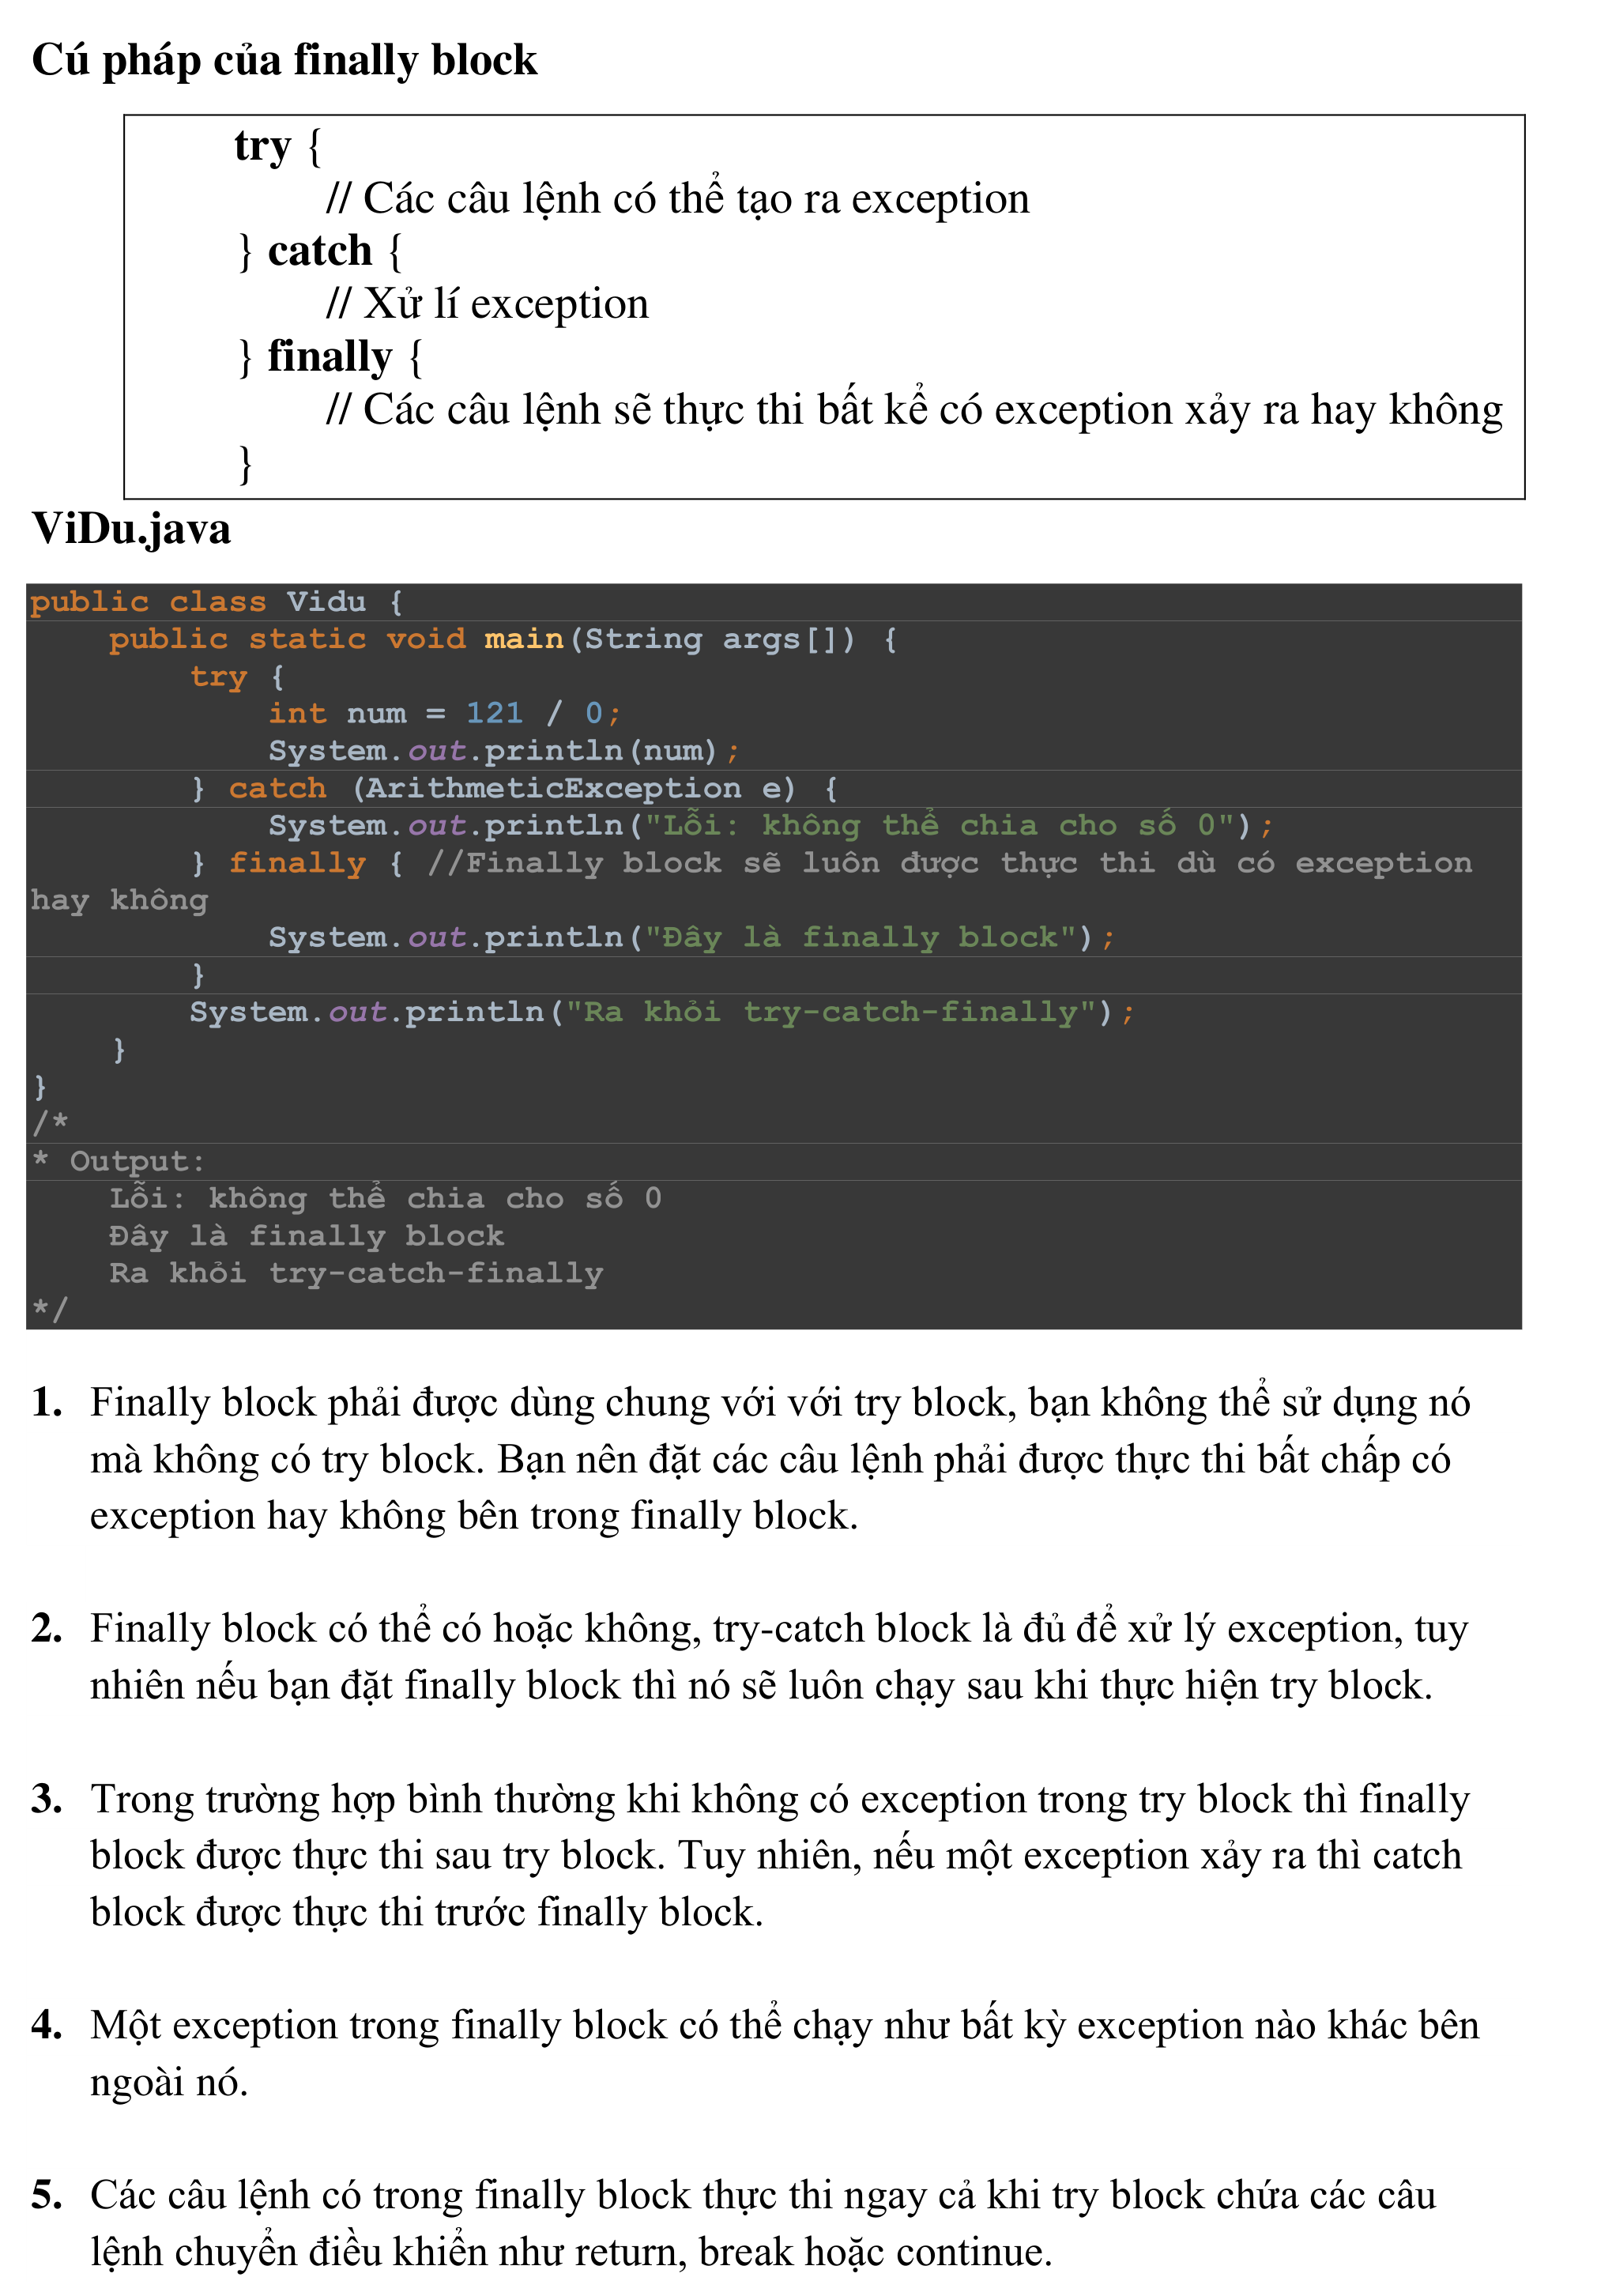 Cú pháp của finally block
try {
// Các câu lệnh có thể tạo ra exception
} catch {
// Xử lí exception
} finally {
// Các câu lệnh sẽ thực thi bất kể có exception xảy ra hay không
}
ViDu.java
public class Vidu {
public static void main(String args[]) {
try {
int num = 121 / 0;
System.out.println(num);
} catch (ArithmeticException e) {
System.out.println("Lỗi: không thể chia cho số 0");
} finally { //Finally block sẽ luôn được thực thi dù có exception
hay không
System.out.println("Đây là finally block");
}
System.out.println("Ra khỏi try-catch-finally");
}
}
/*
* Output:
Lỗi: không thể chia cho số 0
Đây là finally block
Ra khỏi try-catch-finally
*/
1. Finally block phải được dùng chung với với try block, bạn không thể sử dụng nó
mà không có try block. Bạn nên đặt các câu lệnh phải được thực thi bất chấp có
exception hay không bên trong finally block.
2. Finally block có thể có hoặc không, try-catch block là đủ để xử lý exception, tuy
nhiên nếu bạn đặt finally block thì nó sẽ luôn chạy sau khi thực hiện try block.
3. Trong trường hợp bình thường khi không có exception trong try block thì finally
block được thực thi sau try block. Tuy nhiên, nếu một exception xảy ra thì catch
block được thực thi trước finally block.
4. Một exception trong finally block có thể chạy như bất kỳ exception nào khác bên
ngoài nó.
5. Các câu lệnh có trong finally block thực thi ngay cả khi try block chứa các câu
lệnh chuyển điều khiển như return, break hoặc continue.